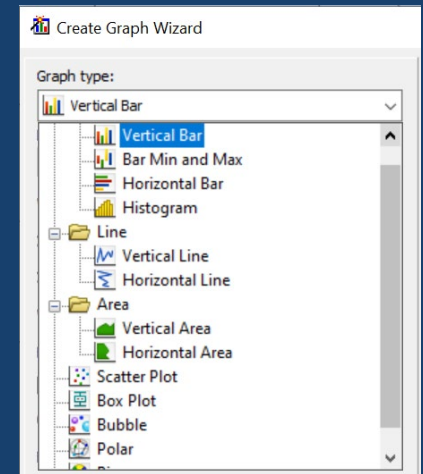 Create Graph Wizard
Graph type:
Vertical Bar
Vertical Bar
Bar Min and Max
Horizontal Bar
Histogram
Line
Vertical Line
Horizontal Line
Area
Vertical Area
Horizontal Area
Scatter Plot
Box Plot
Bubble
Polar